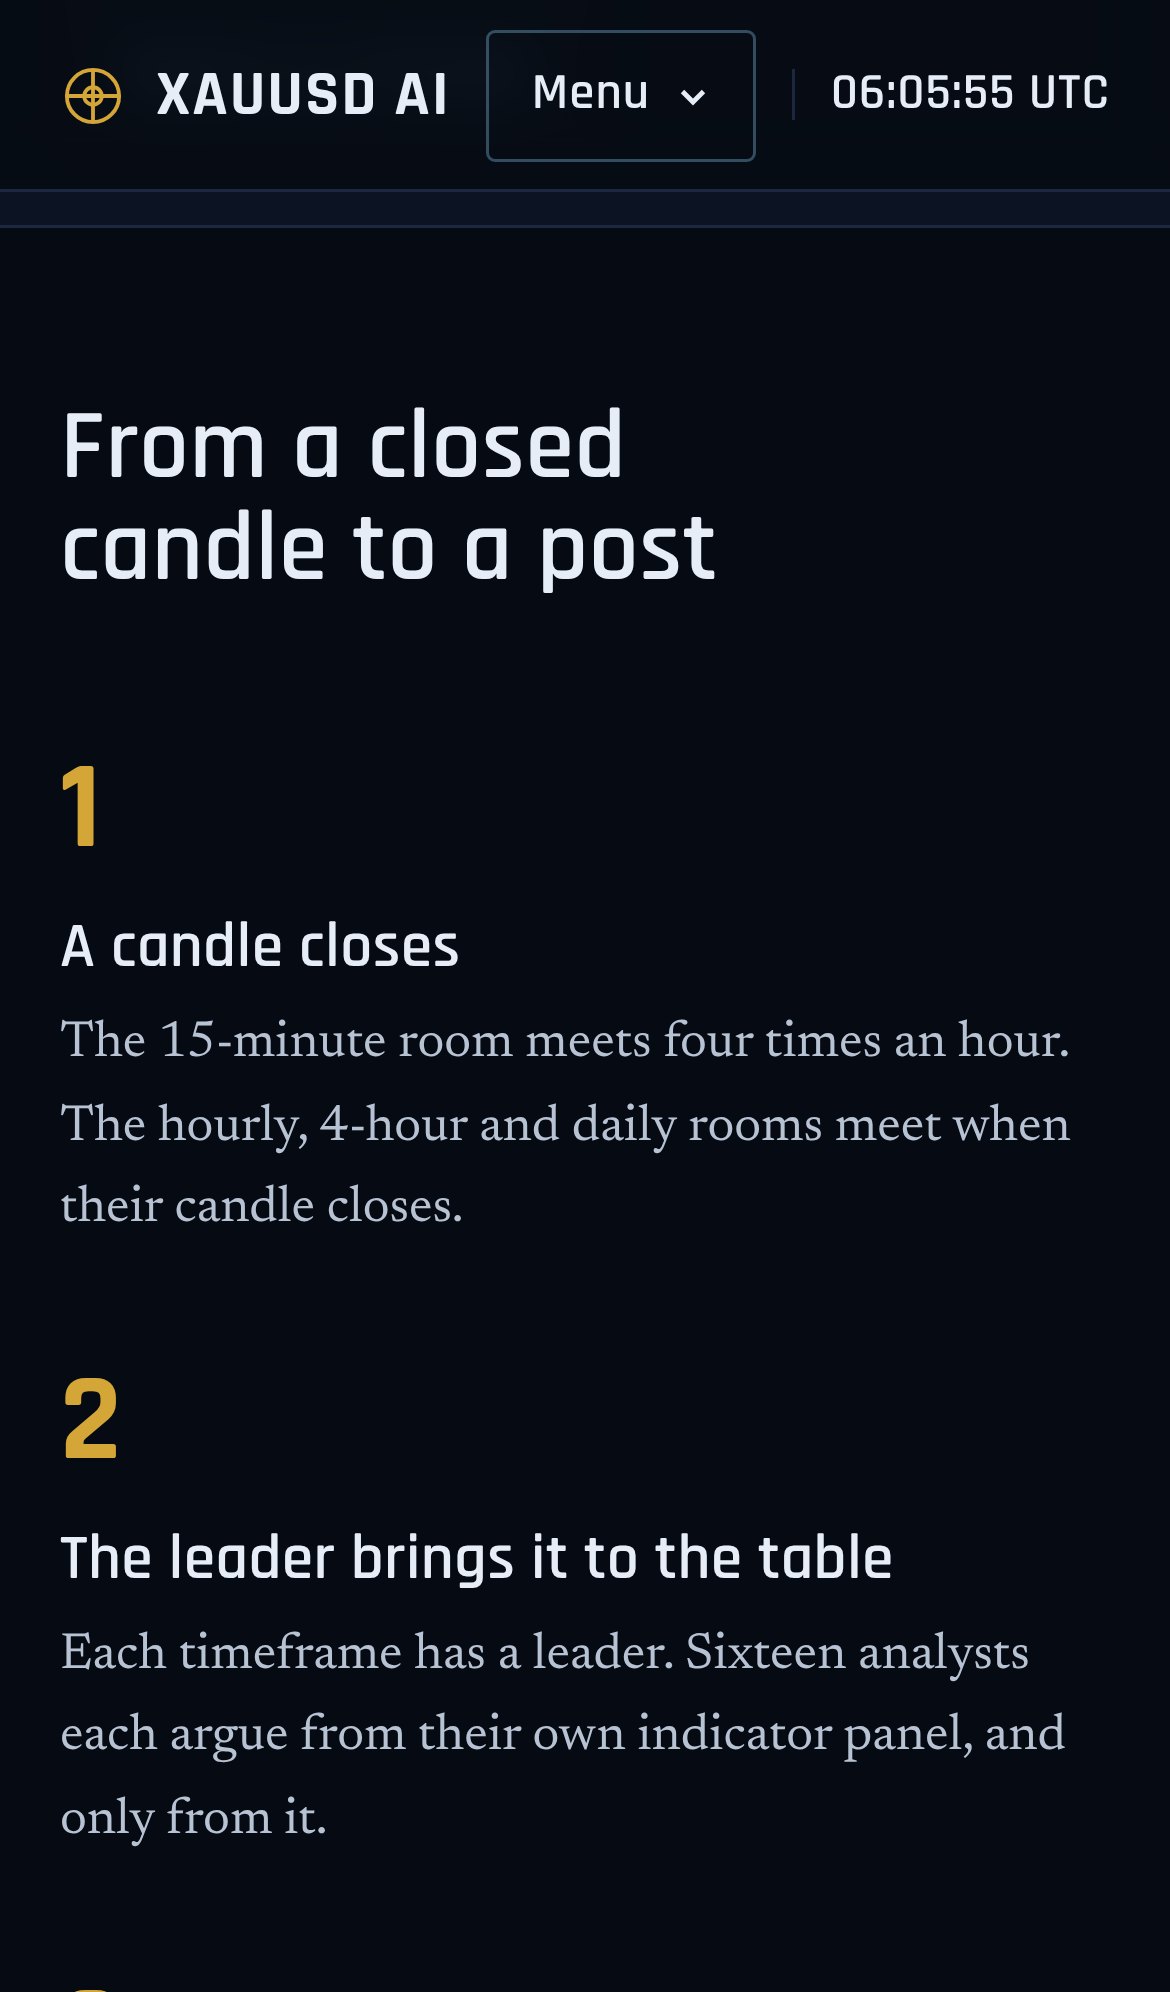 XAUUSD AI
Menu
06:05:55 UTC
From a closed
candle to a post
1
A candle closes
The 15-minute room meets four times an hour.
The hourly, 4-hour and daily rooms meet when
their candle closes.
2
The leader brings it to the table
Each timeframe has a leader. Sixteen analysts
each argue from their own indicator panel, and
only from it.